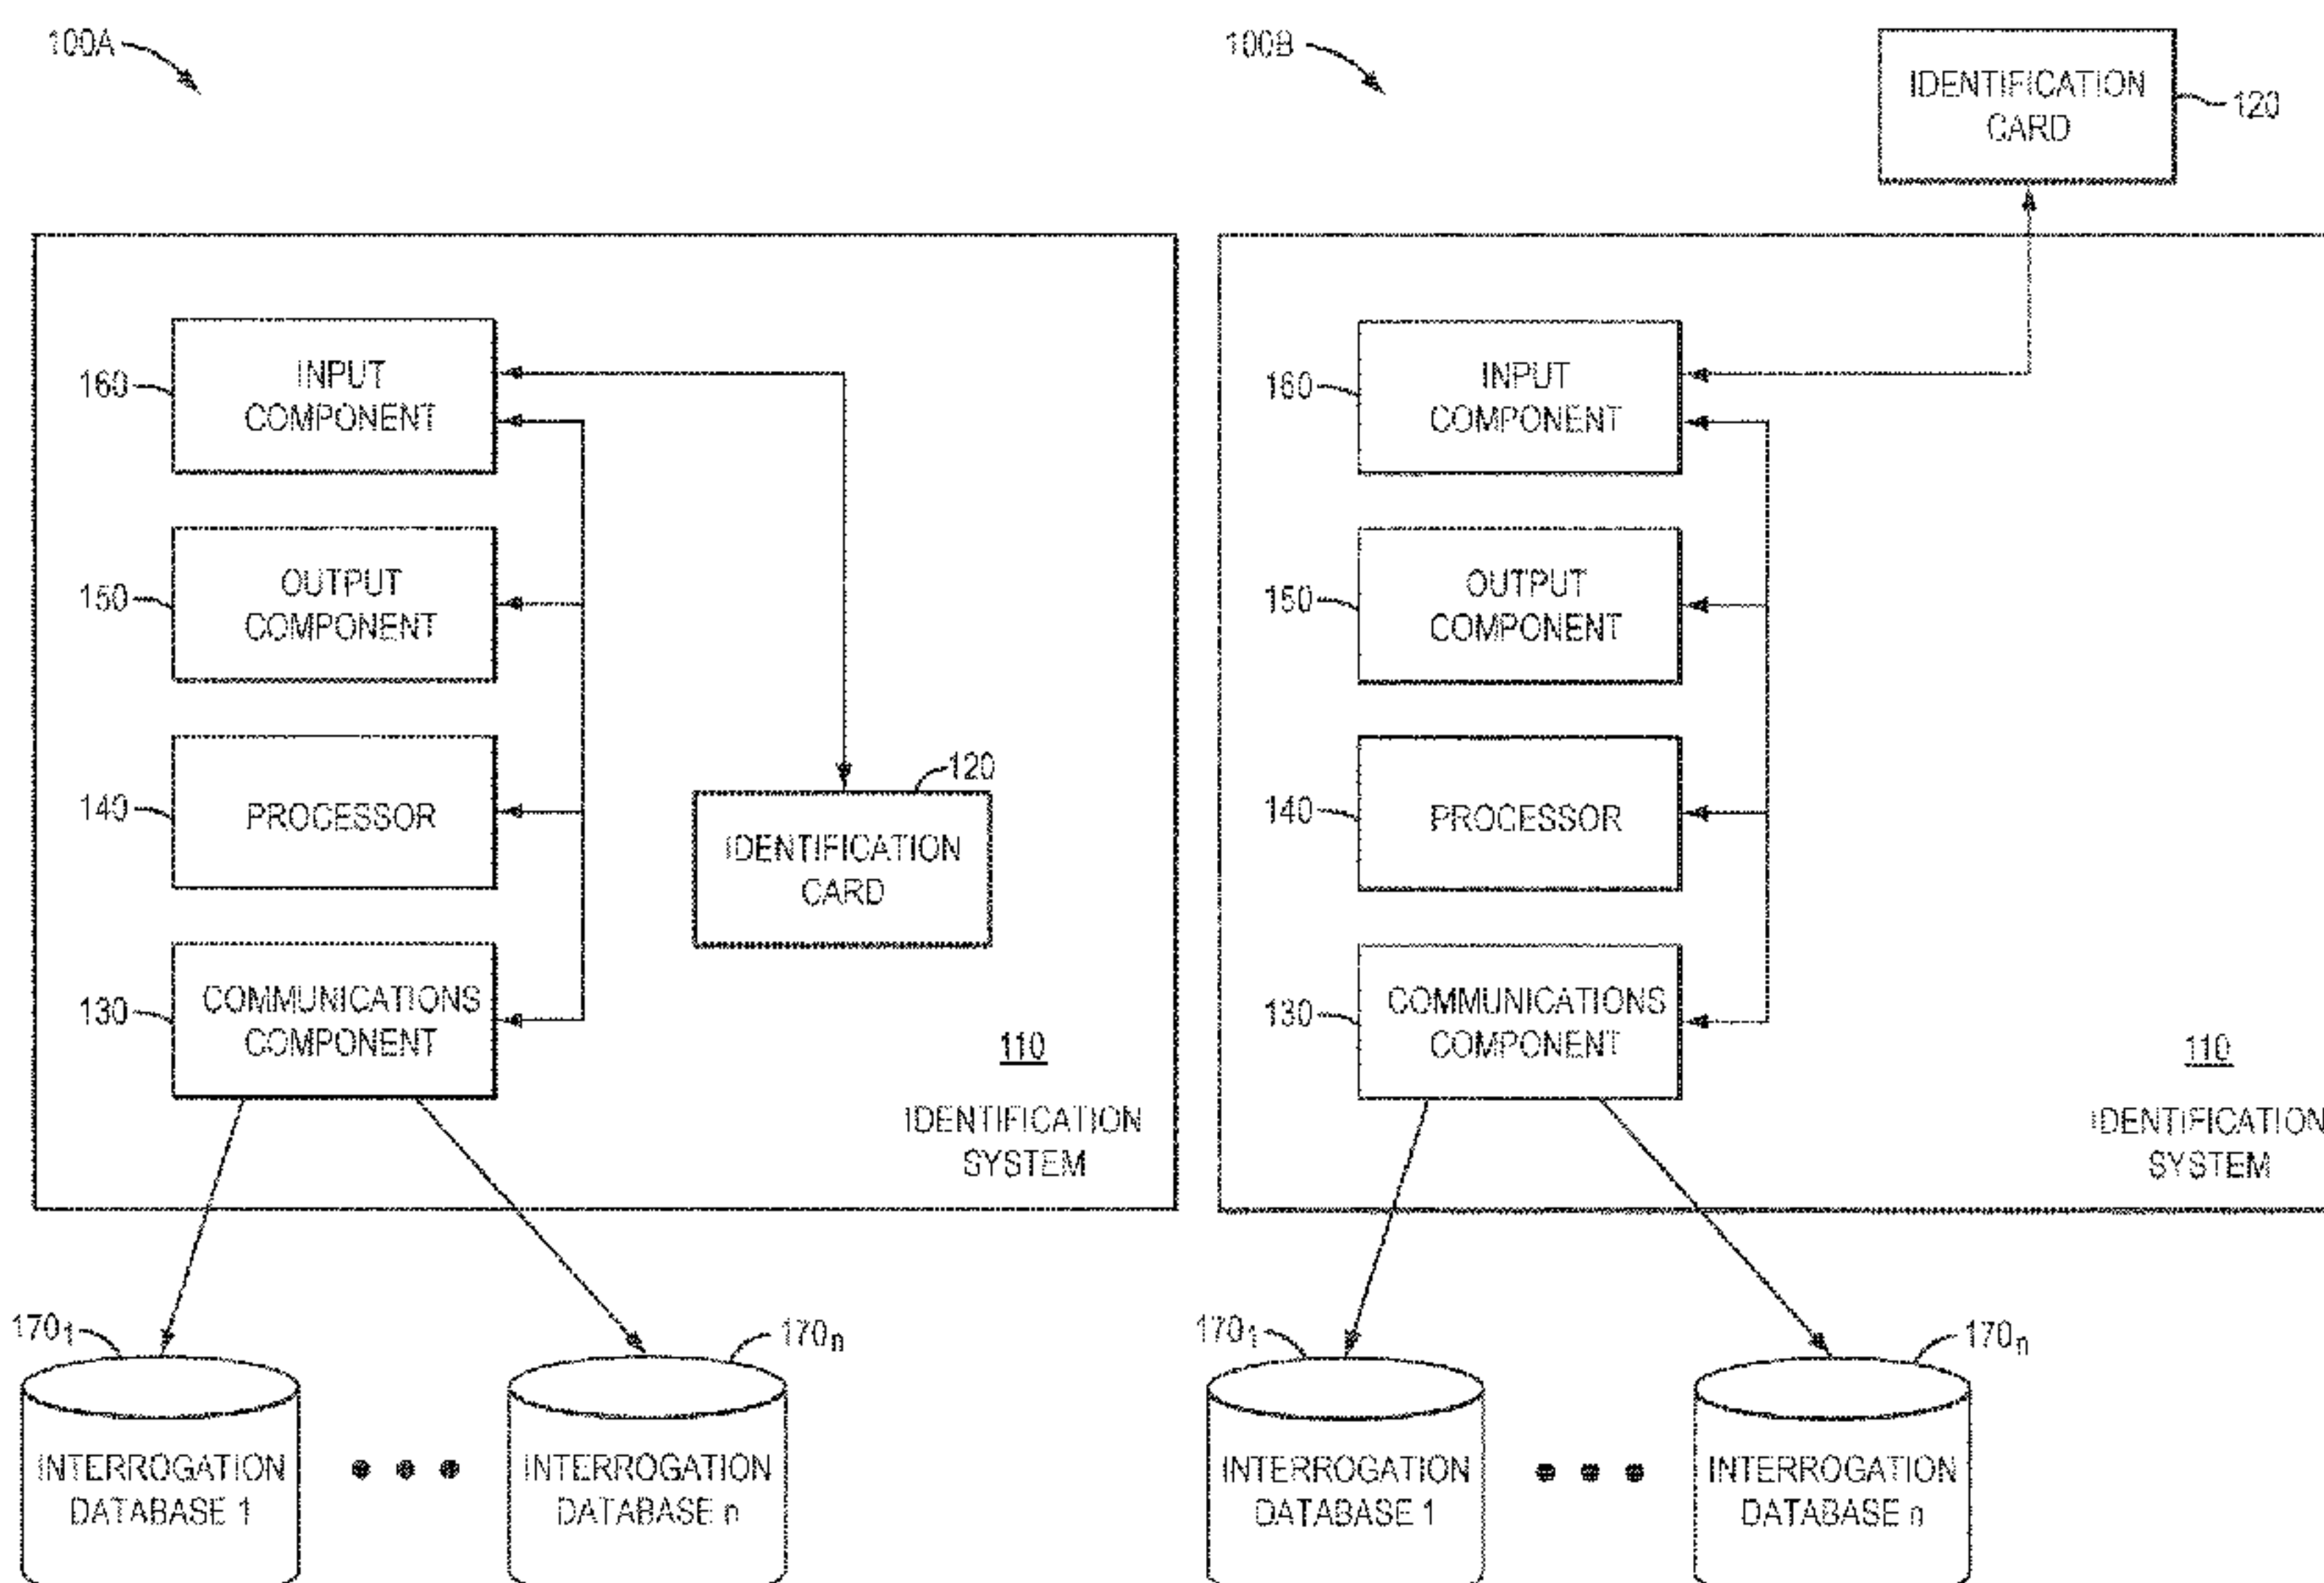 100A
160
INPUT
COMPONENT
150
OUTPUT
COMPONENT
140
PROCESSOR
120
IDENTIFICATION
CARD
130
COMMUNICATIONS
COMPONENT
110
IDENTIFICATION
SYSTEM
170₁
170ₙ
INTERROGATION
DATABASE 1
INTERROGATION
DATABASE n
100B
IDENTIFICATION
CARD
120
160
INPUT
COMPONENT
150
OUTPUT
COMPONENT
140
PROCESSOR
130
COMMUNICATIONS
COMPONENT
110
IDENTIFICATION
SYSTEM
170₁
170ₙ
INTERROGATION
DATABASE 1
INTERROGATION
DATABASE n